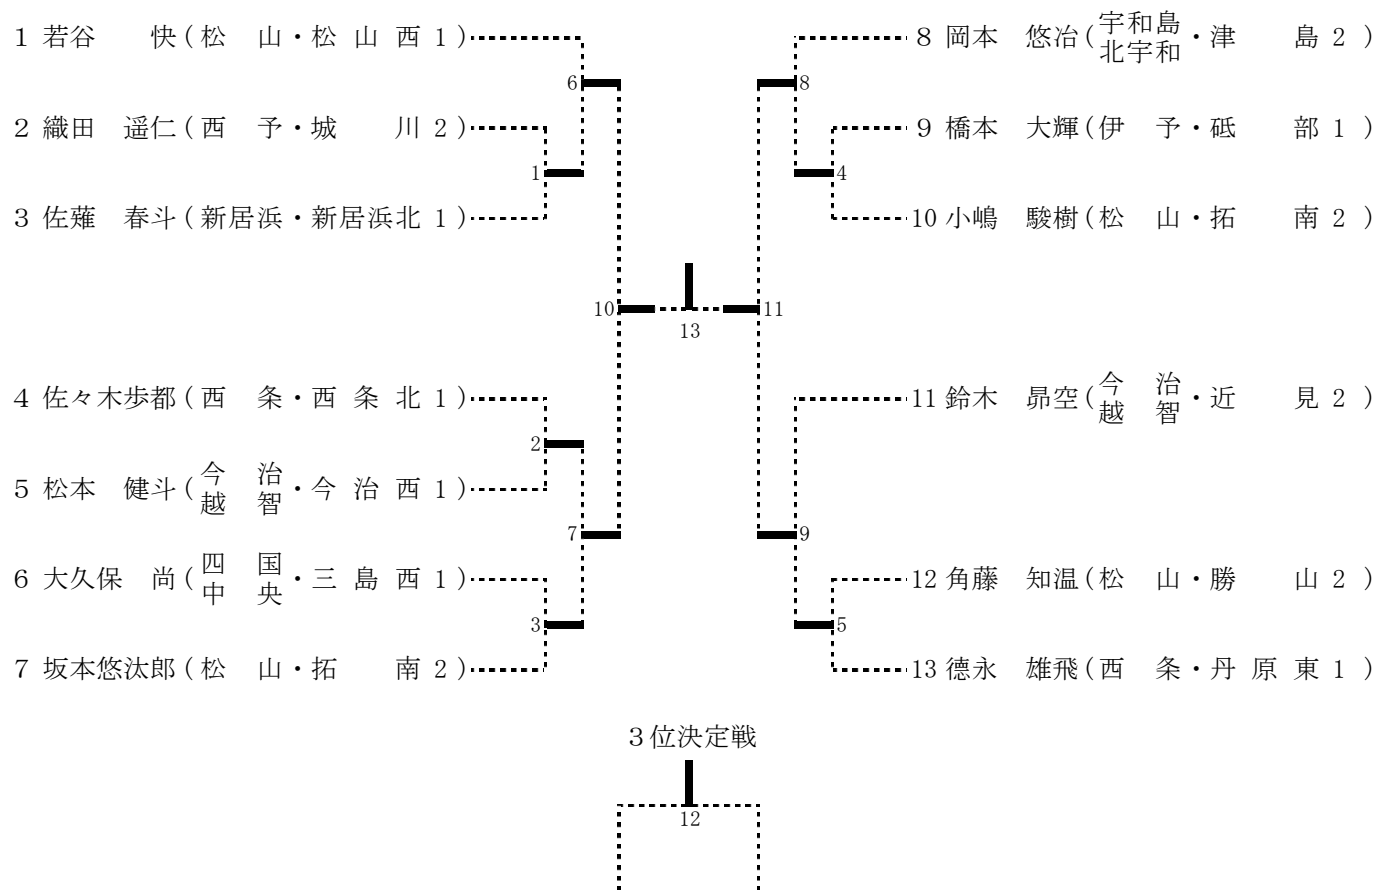 1 若谷　快(松　山・松 山 西 1)
6
2 織田　遥仁(西　予・城　川 2)
1
3 佐薙　春斗(新居浜・新居浜北 1)
10
4 佐々木歩都(西　条・西 条 北 1)
2
5 松本　健斗(今　治越　智・今 治 西 1)
7
6 大久保　尚(四　国中　央・三 島 西 1)
3
7 坂本悠汰郎(松　山・拓　南 2)
13
8 岡本　悠冶(宇和島北宇和・津　島 2)
8
9 橋本　大輝(伊　予・砥　部 1)
4
10 小嶋　駿樹(松　山・拓　南 2)
11
11 鈴木　昴空(今　治越　智・近　見 2)
9
12 角藤　知温(松　山・勝　山 2)
5
13 德永　雄飛(西　条・丹 原 東 1)
３位決定戦
12